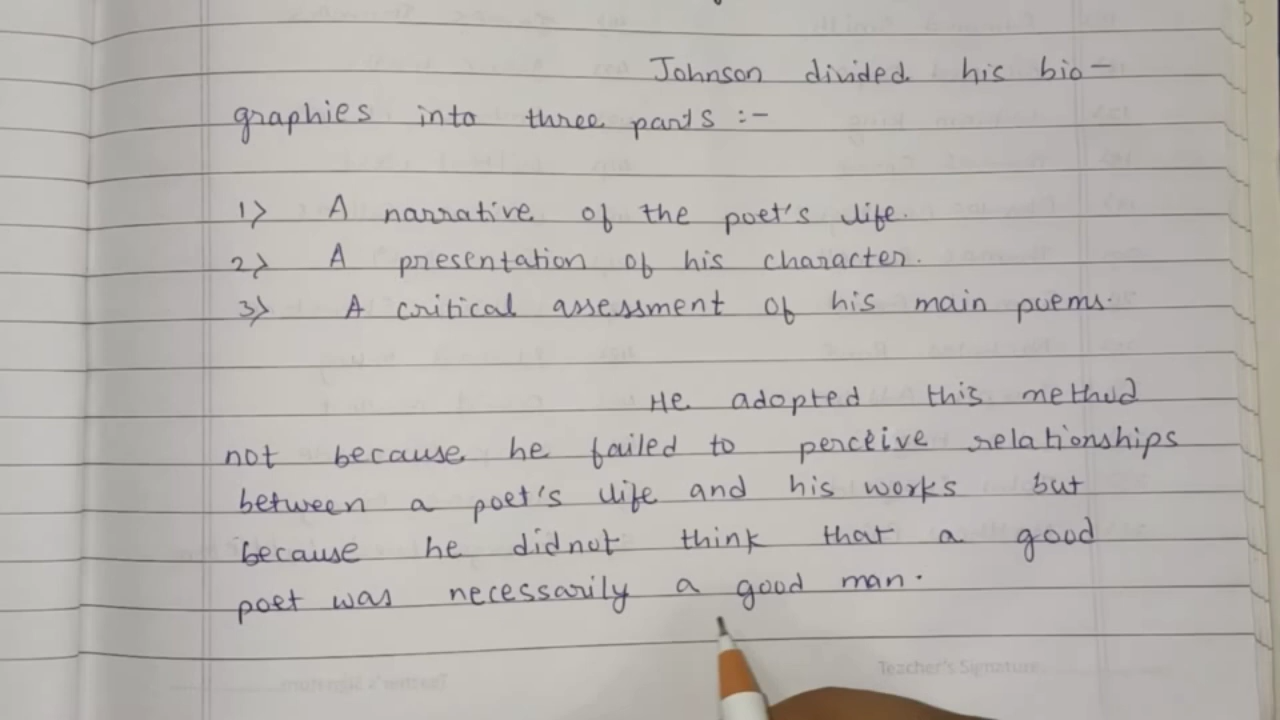 Johnson divided his bio-
graphies into three parts :-
1) A narrative of the poet's life.
2) A presentation of his character.
3) A critical assessment of his main poems.
He adopted this method
not because he failed to perceive relationships
between a poet's life and his works but
because he didnot think that a good
poet was necessarily a good man.
Teacher's Signature